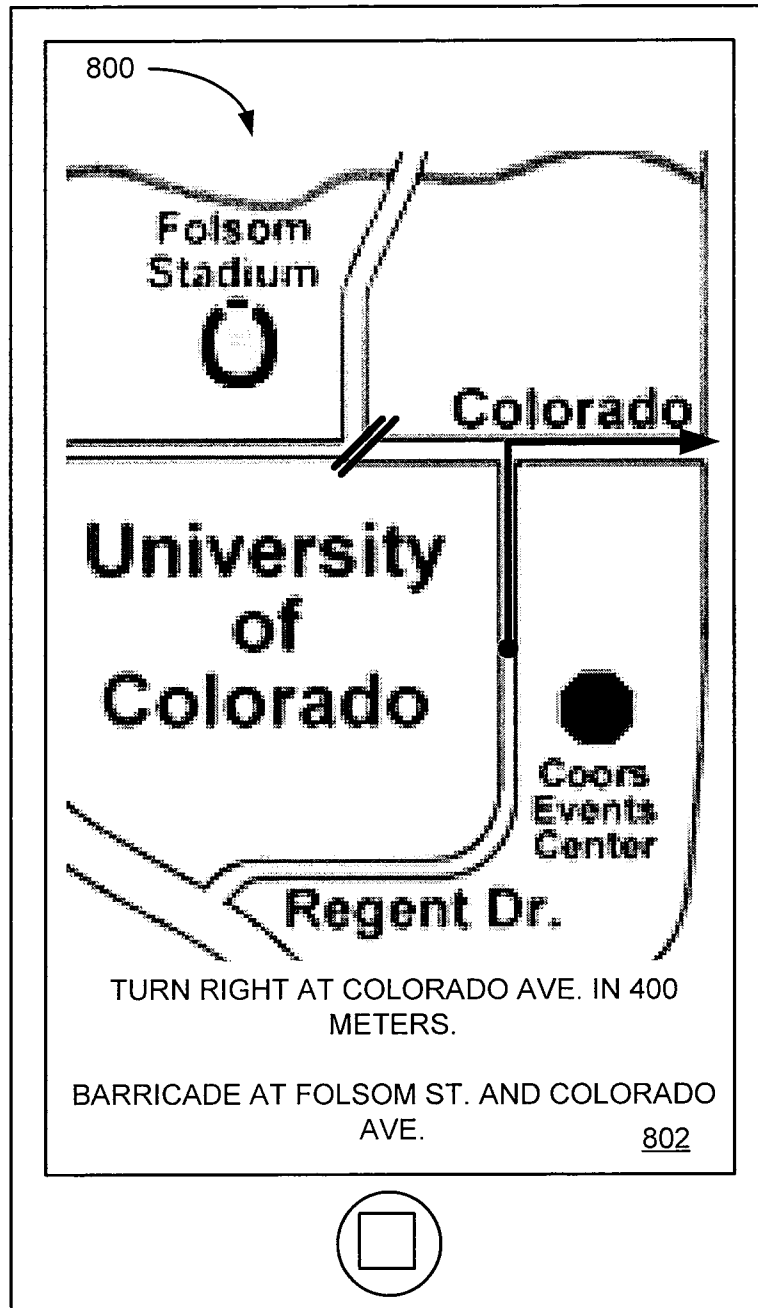 800
Folsom
Stadium
Colorado
University
of
Colorado
Coors
Events
Center
Regent Dr.
TURN RIGHT AT COLORADO AVE. IN 400
METERS.
BARRICADE AT FOLSOM ST. AND COLORADO
AVE.
802